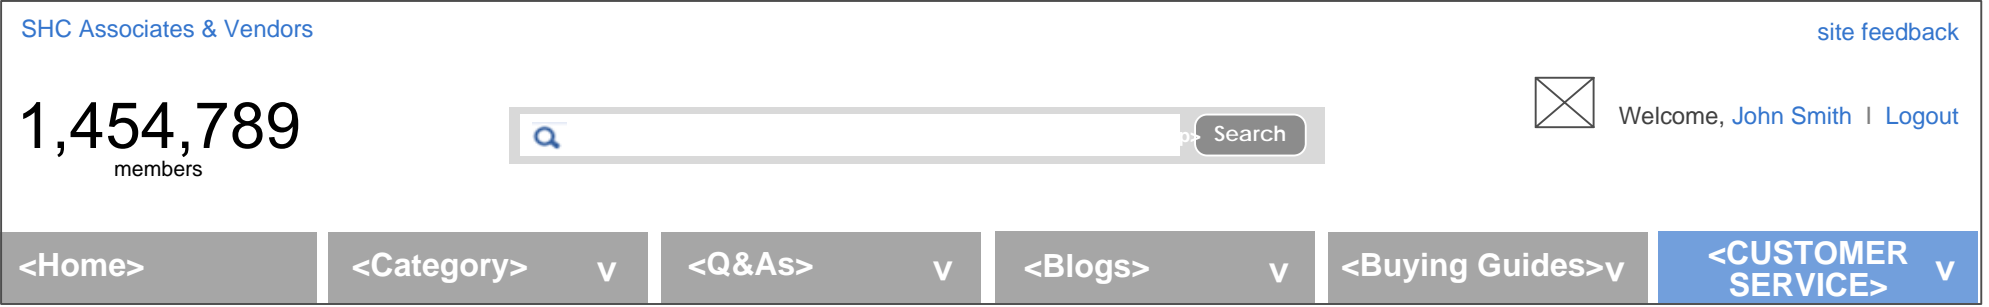 SHC Associates & Vendors
site feedback
1,454,789
members
Search
Welcome, John Smith | Logout
<Home>
<Category> v
<Q&As> v
<Blogs> v
<Buying Guides> v
<CUSTOMER
SERVICE> v